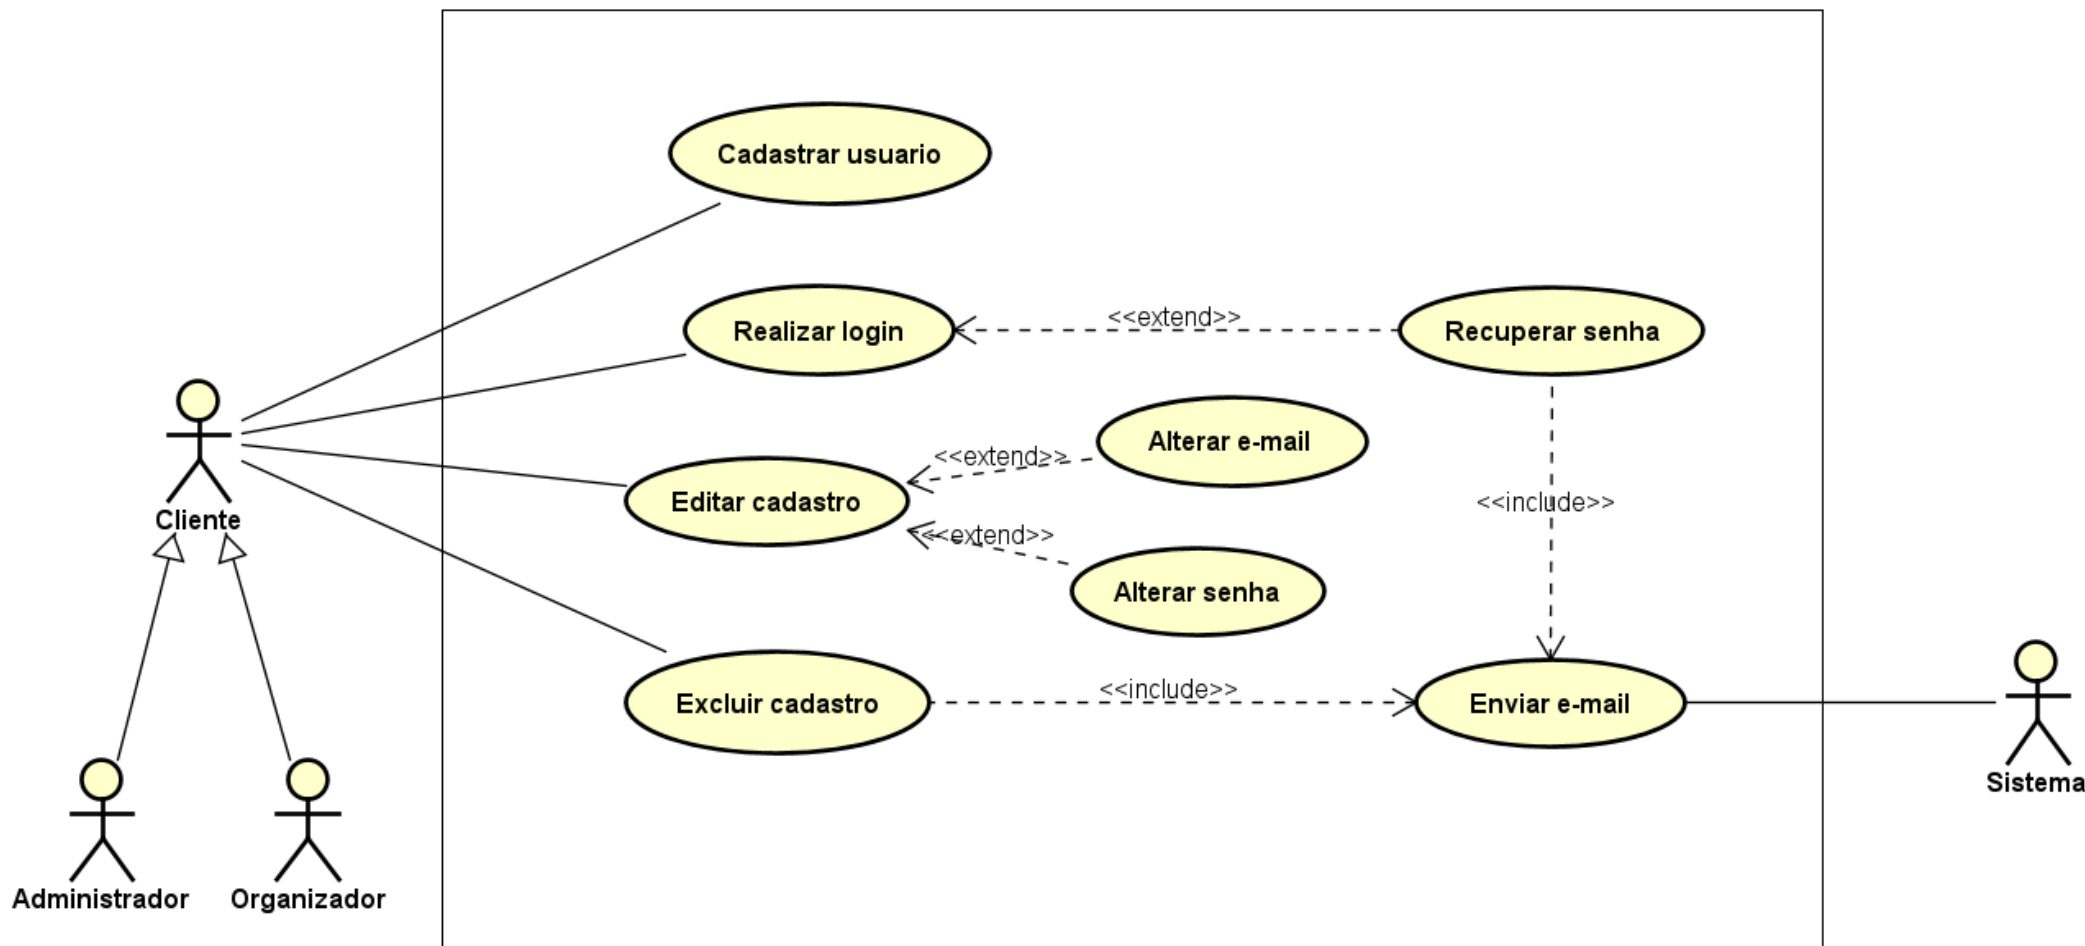 Cadastrar usuario
Realizar login
<<extend>>
Recuperar senha
Alterar e-mail
<<extend>>
Editar cadastro
<<include>>
Cliente
<<extend>>
Alterar senha
<<include>>
Excluir cadastro
Enviar e-mail
Sistema
Administrador
Organizador